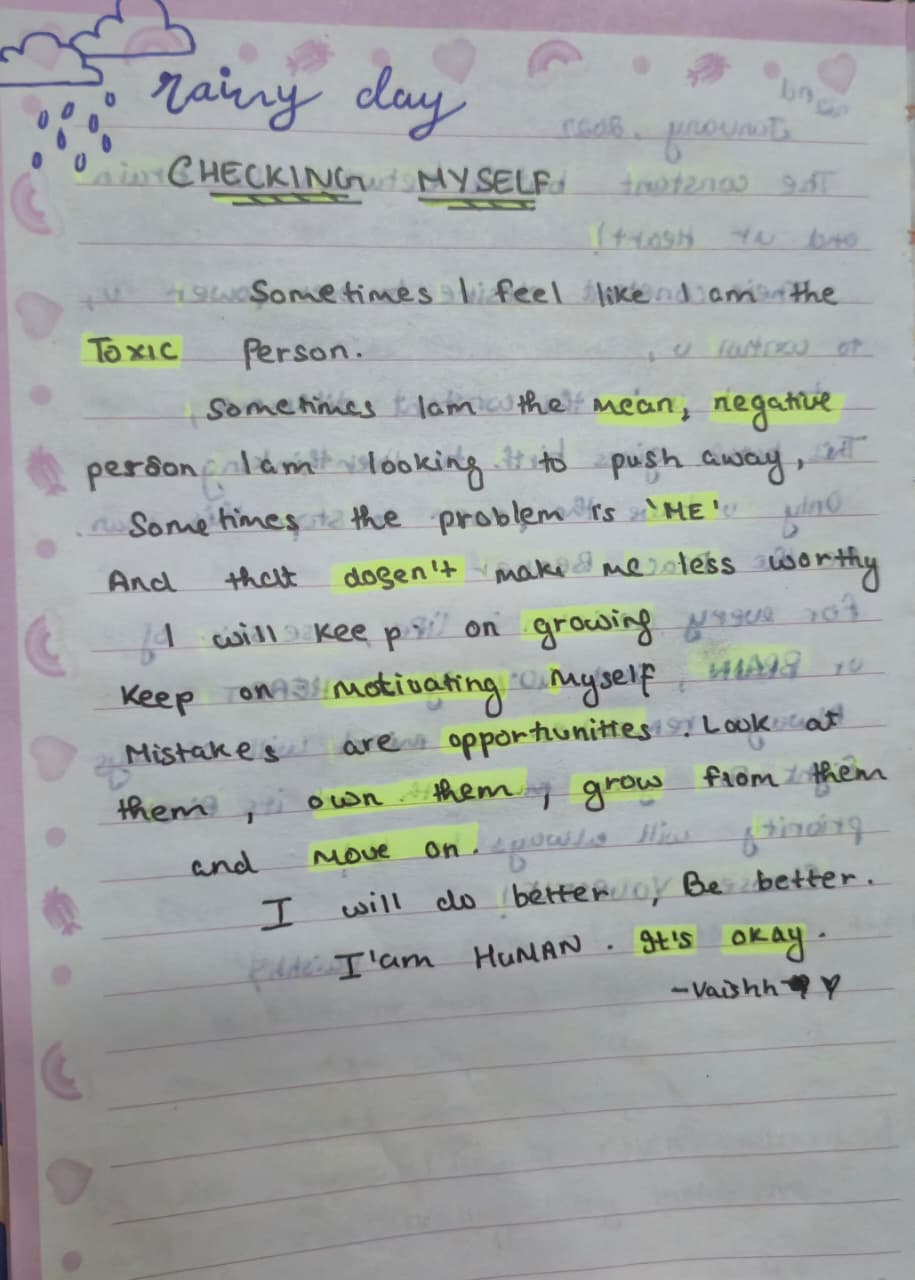 rainy day
CHECKING MYSELF
Sometimes I feel like I am the
TOXIC Person.
Sometimes Iam the mean, negative
person Iam looking to push away,
Sometimes the problem is 'ME'
And that dosen't make me less worthy
I will keep on growing
Keep on Motivating Myself
Mistakes are opportunities. Look at
them, own them, grow from them
and Move on.
I will do better, Be better.
I'am HUMAN. It's okay.
-Vaishh